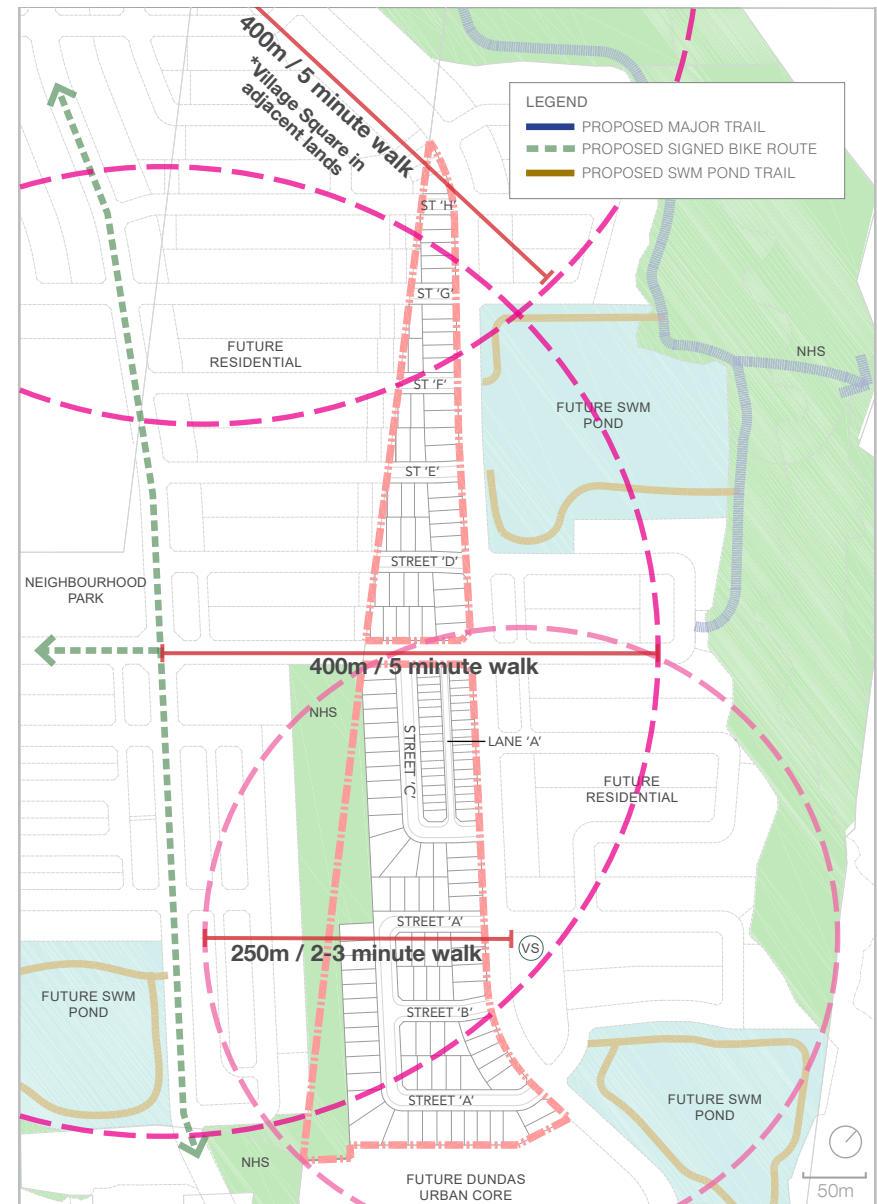 400m / 5 minute walk
*Village Square in
adjacent lands
LEGEND
PROPOSED MAJOR TRAIL
PROPOSED SIGNED BIKE ROUTE
PROPOSED SWM POND TRAIL
ST 'H'
ST 'G'
FUTURE
RESIDENTIAL
NHS
ST 'F'
FUTURE SWM
POND
ST 'E'
STREET 'D'
NEIGHBOURHOOD
PARK
400m / 5 minute walk
NHS
STREET 'C'
LANE 'A'
FUTURE
RESIDENTIAL
STREET 'A'
250m / 2-3 minute walk
VS
FUTURE SWM
POND
STREET 'B'
STREET 'A'
FUTURE SWM
POND
NHS
FUTURE DUNDAS
URBAN CORE
50m